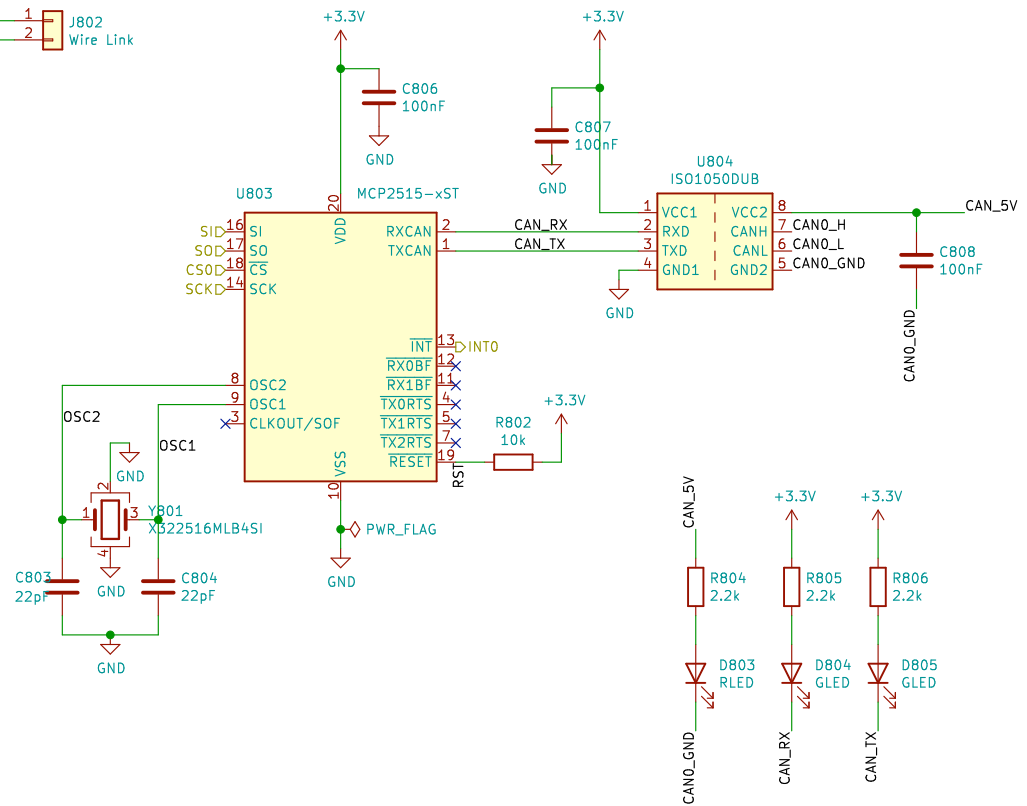 1
2
J802
Wire Link
+3.3V
C806
100nF
GND
+3.3V
C807
100nF
GND
U803
MCP2515-xST
20
VDD
SI
16
SI
SO
17
SO
CS0
18
CS
SCK
14
SCK
8
OSC2
9
OSC1
3
CLKOUT/SOF
RXCAN
2
TXCAN
1
INT
13
INT0
RX0BF
12
RX1BF
11
TX0RTS
4
TX1RTS
5
TX2RTS
7
RESET
19
VSS
10
CAN_RX
CAN_TX
U804
ISO1050DUB
1
VCC1
2
RXD
3
TXD
4
GND1
VCC2
8
CANH
7
CANL
6
GND2
5
GND
CAN0_H
CAN0_L
CAN0_GND
CAN_5V
C808
100nF
CAN0_GND
RST
R802
10k
+3.3V
OSC2
OSC1
GND
2
1
3
4
Y801
X322516MLB4SI
GND
C803
22pF
C804
22pF
GND
PWR_FLAG
GND
CAN_5V
R804
2.2k
D803
RLED
CAN0_GND
+3.3V
R805
2.2k
D804
GLED
CAN_RX
+3.3V
R806
2.2k
D805
GLED
CAN_TX